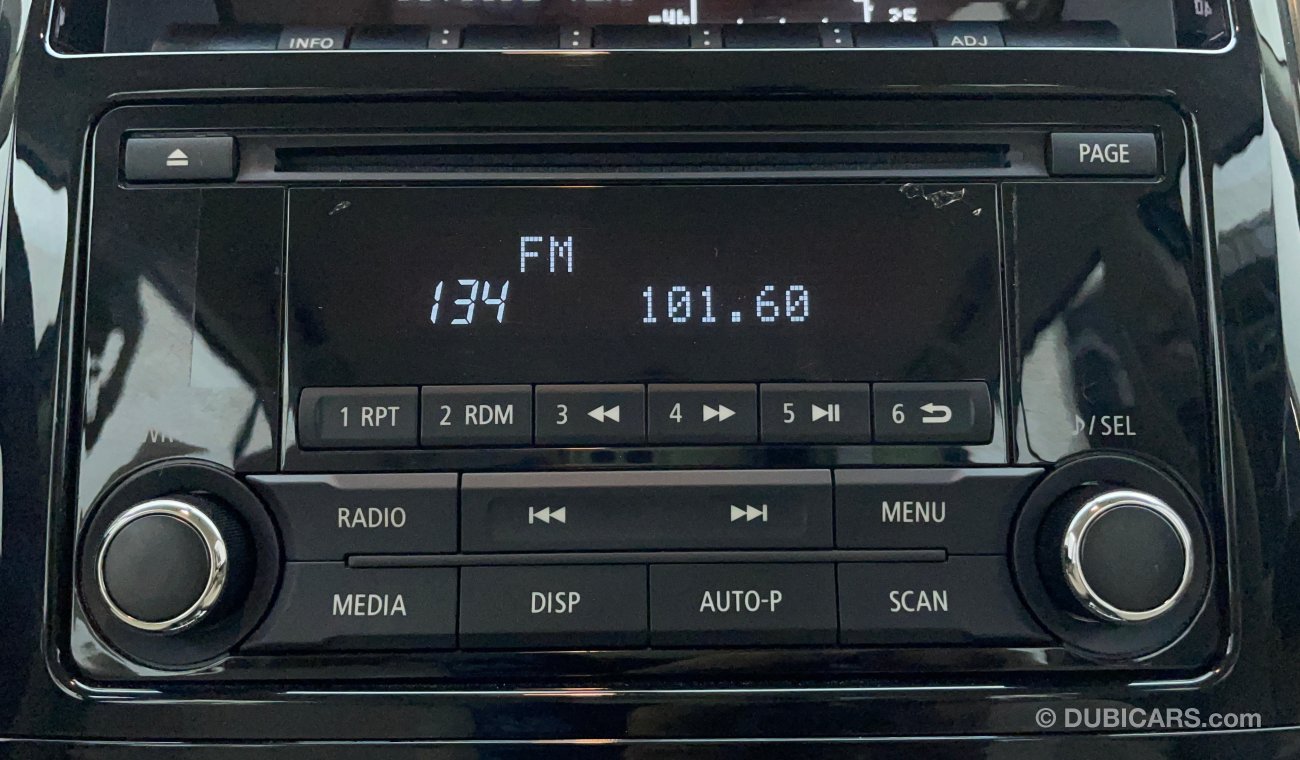 INFO : : : : ADJ
PAGE
FM
134 101.60
1 RPT 2 RDM 3 4 5 6
/SEL
RADIO MENU
MEDIA DISP AUTO-P SCAN
© DUBICARS.com